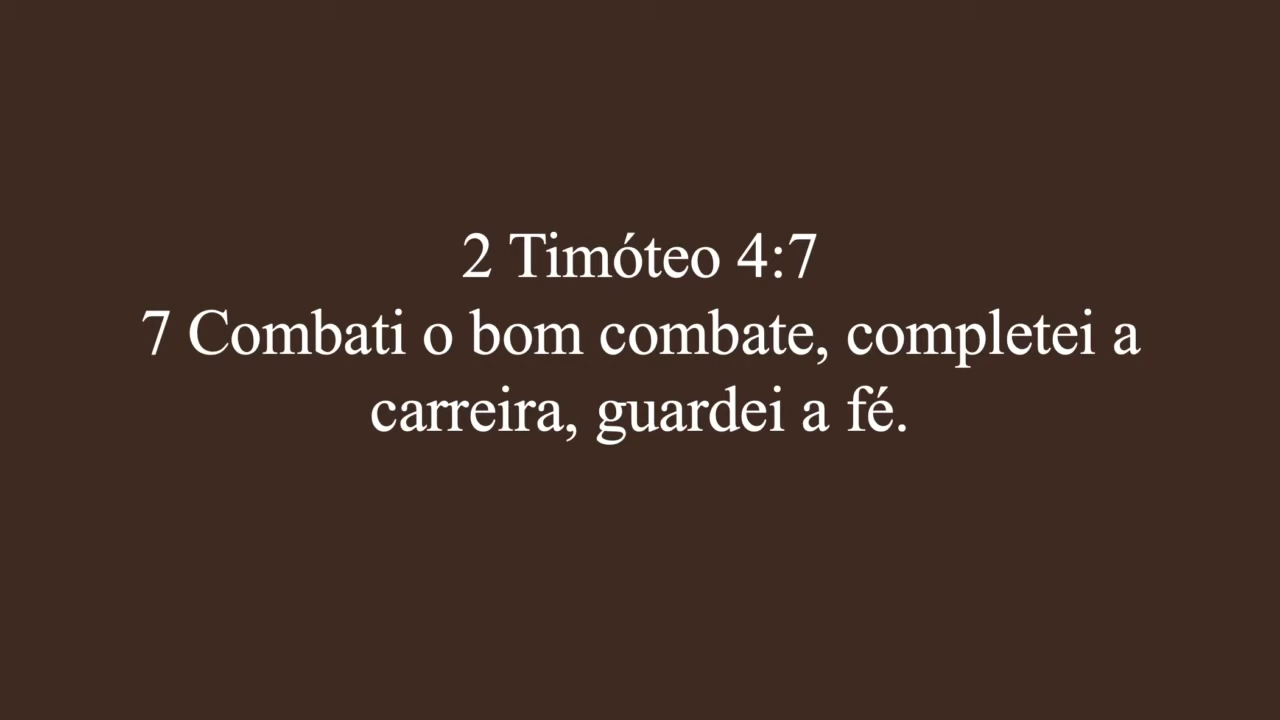 2 Timóteo 4:7
7 Combati o bom combate, completei a
carreira, guardei a fé.